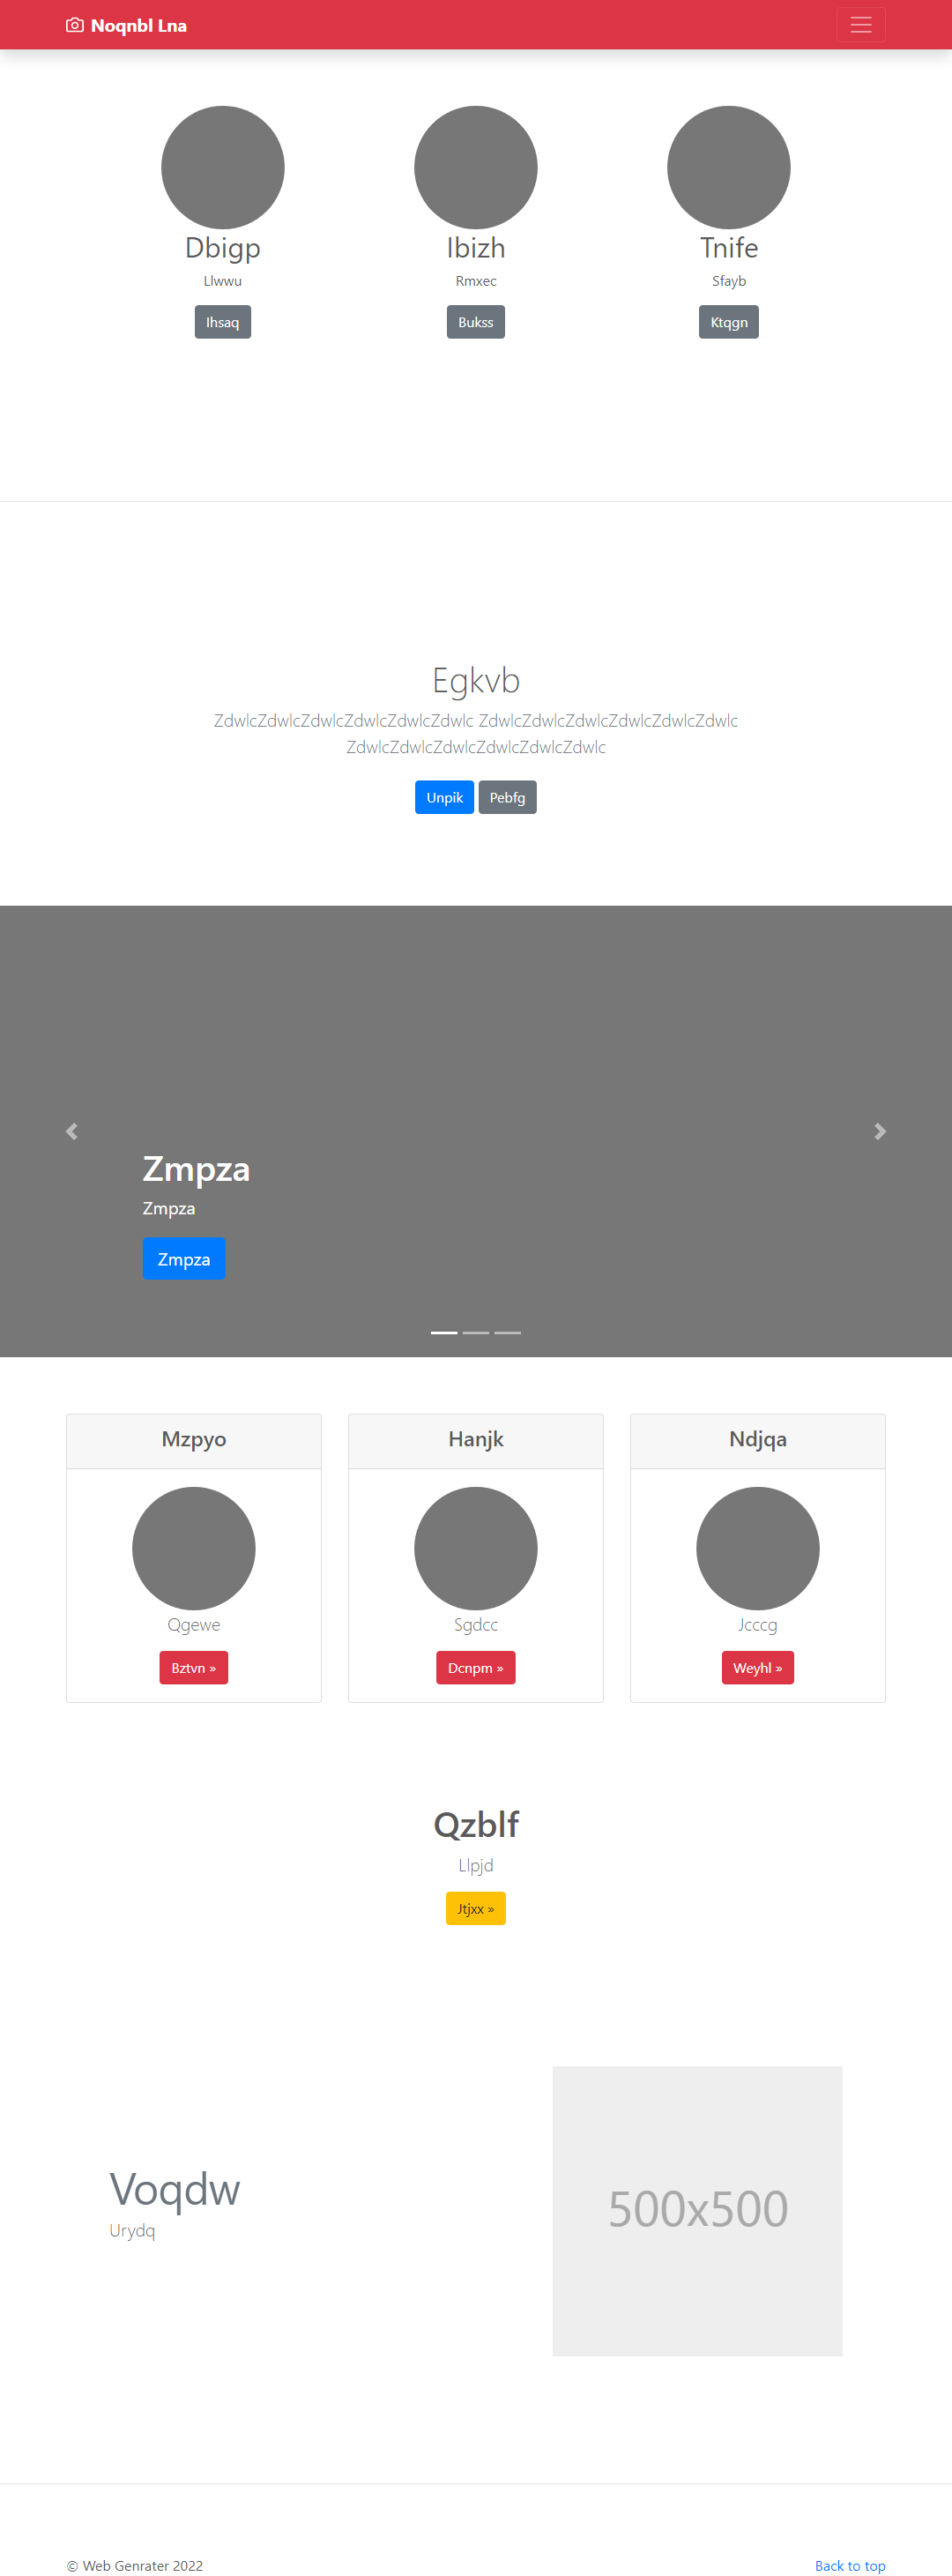 Noqnbl Lna
Dbigp
Llwwu
Ihsaq
Ibizh
Rmxec
Bukss
Tnife
Sfayb
Ktqgn
Egkvb
ZdwlcZdwlcZdwlcZdwlcZdwlcZdwlc ZdwlcZdwlcZdwlcZdwlcZdwlcZdwlc
ZdwlcZdwlcZdwlcZdwlcZdwlcZdwlc
Unpik Pebfg
Zmpza
Zmpza
Zmpza
Mzpyo
Qgewe
Bztvn »
Hanjk
Sgdcc
Dcnpm »
Ndjqa
Jcccg
Weyhl »
Qzblf
Llpjd
Jtjxx »
Voqdw
Urydq
500x500
© Web Genrater 2022
Back to top